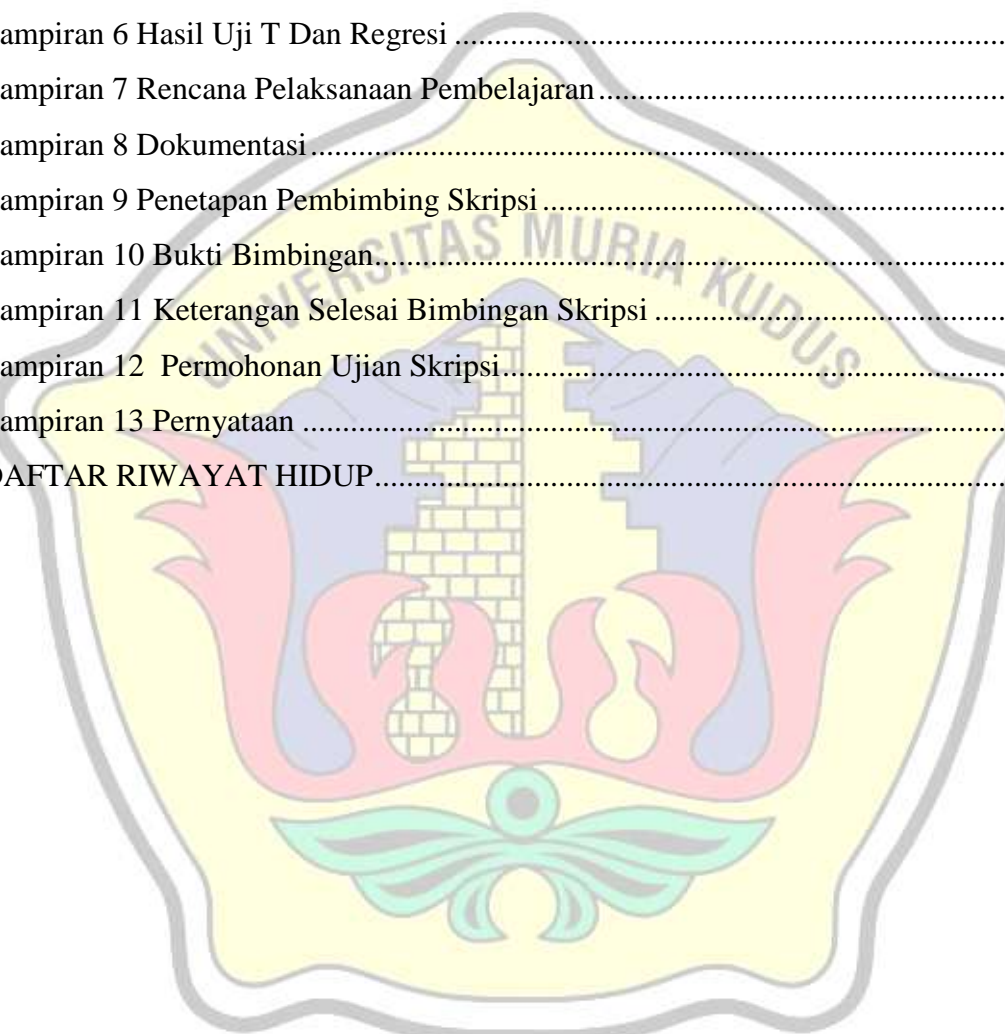 ampiran 6 Hasil Uji T Dan Regresi ....................................................................
ampiran 7 Rencana Pelaksanaan Pembelajaran..................................................
ampiran 8 Dokumentasi......................................................................................
ampiran 9 Penetapan Pembimbing Skripsi.........................................................
ampiran 10 Bukti Bimbingan..............................................................................
ampiran 11 Keterangan Selesai Bimbingan Skripsi ...........................................
ampiran 12  Permohonan Ujian Skripsi..............................................................
ampiran 13 Pernyataan .......................................................................................
DAFTAR RIWAYAT HIDUP..............................................................................
UNIVERSITAS MURIA KUDUS